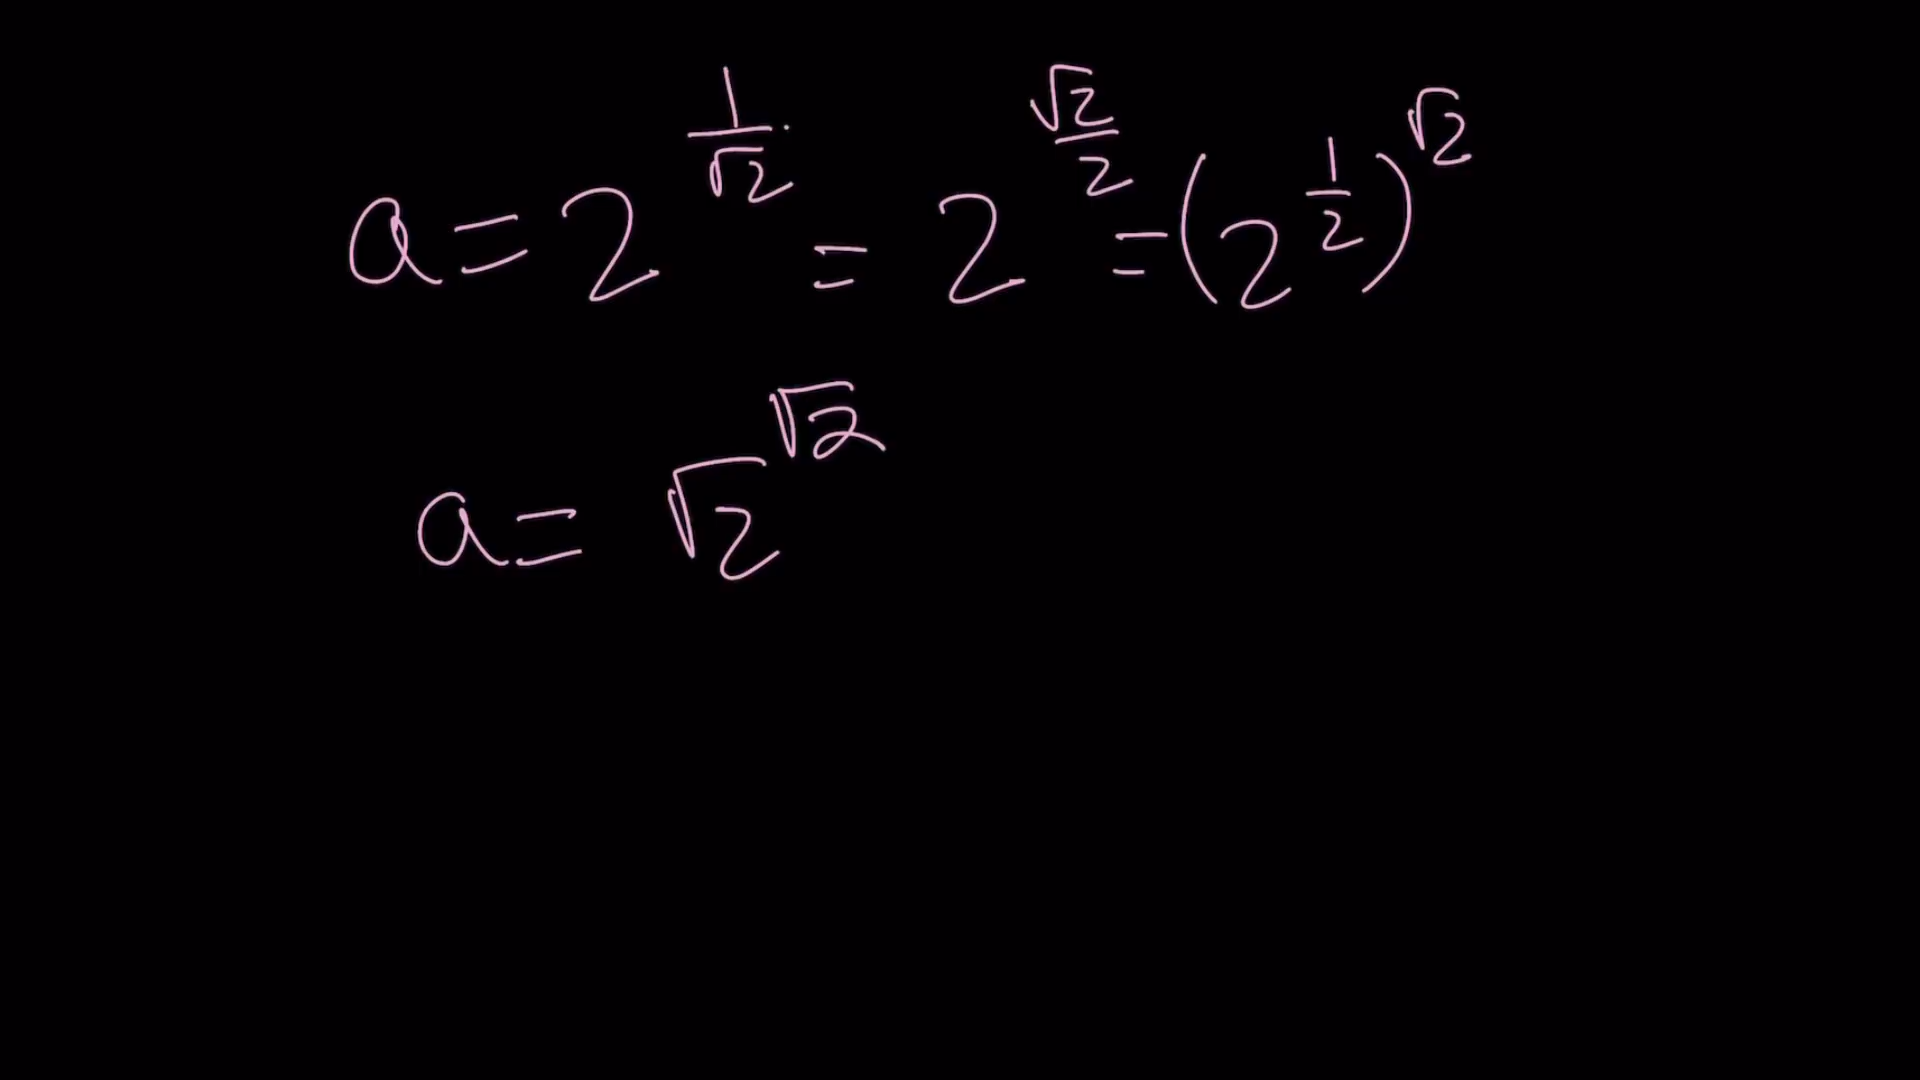 a = 2^(1/√2) = 2^(√2/2) = (2^(1/2))^√2
a = √2^√2